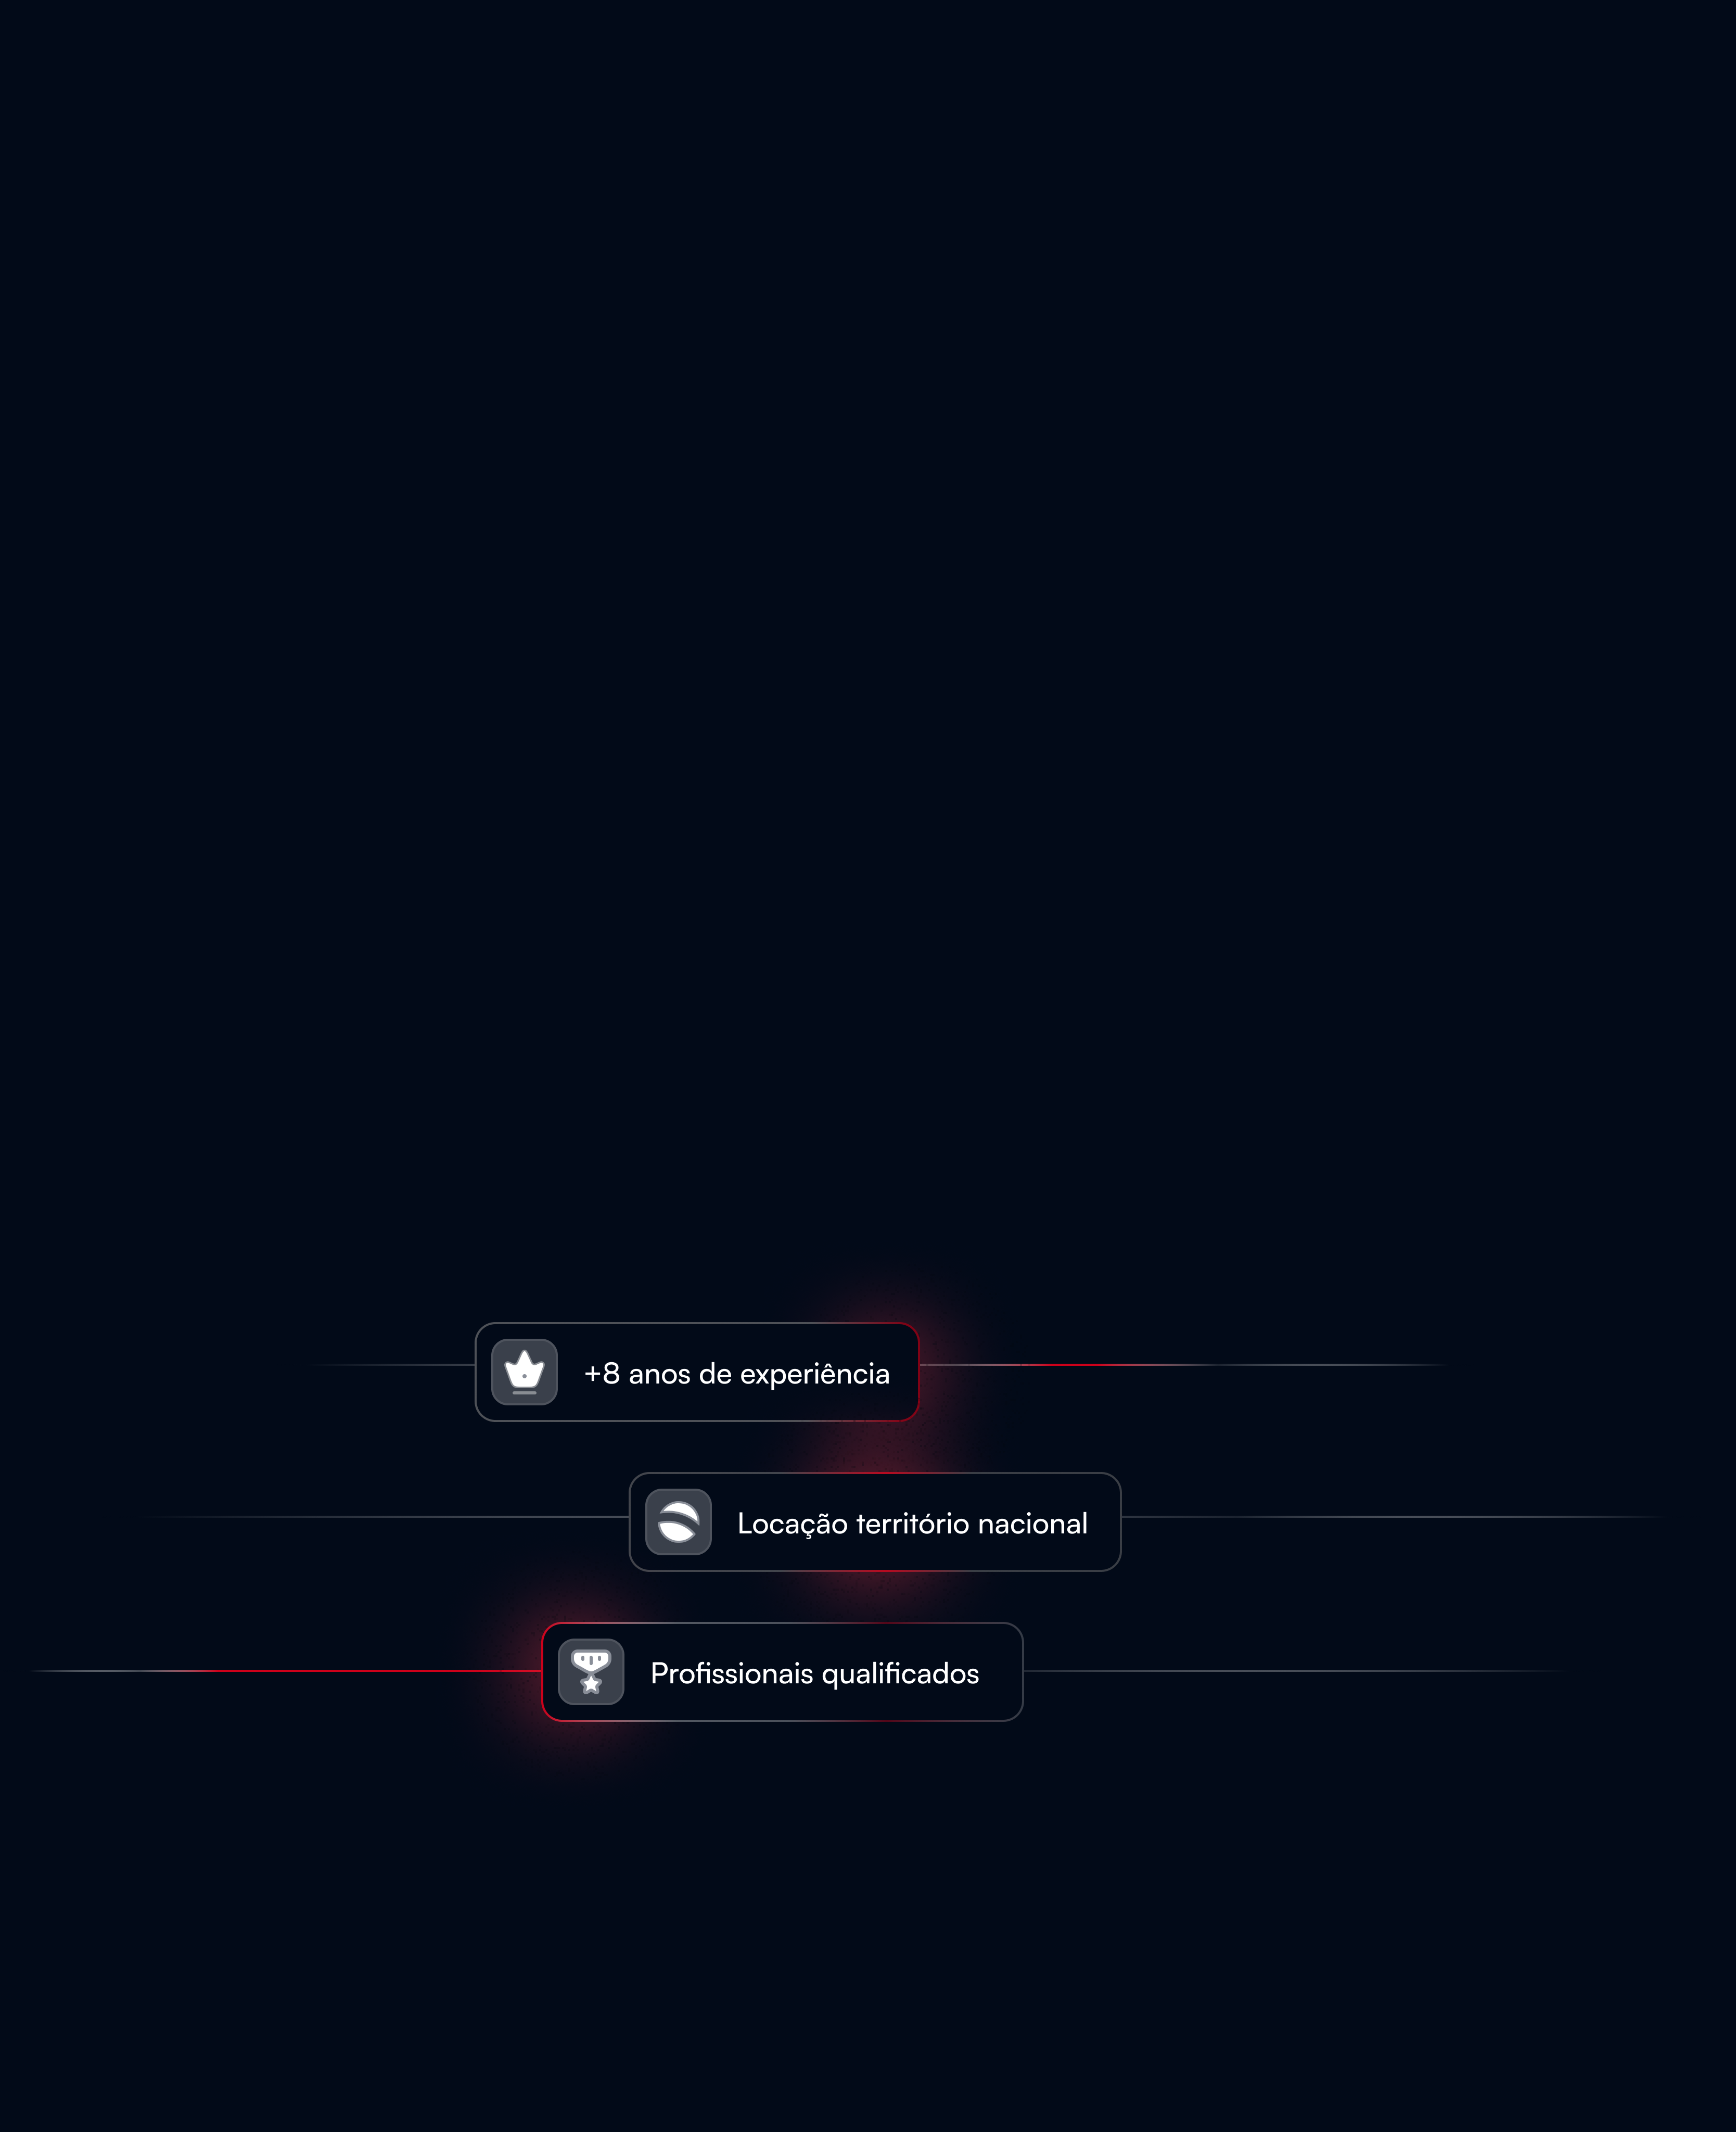 +8 anos de experiência
Locação território nacional
Profissionais qualificados